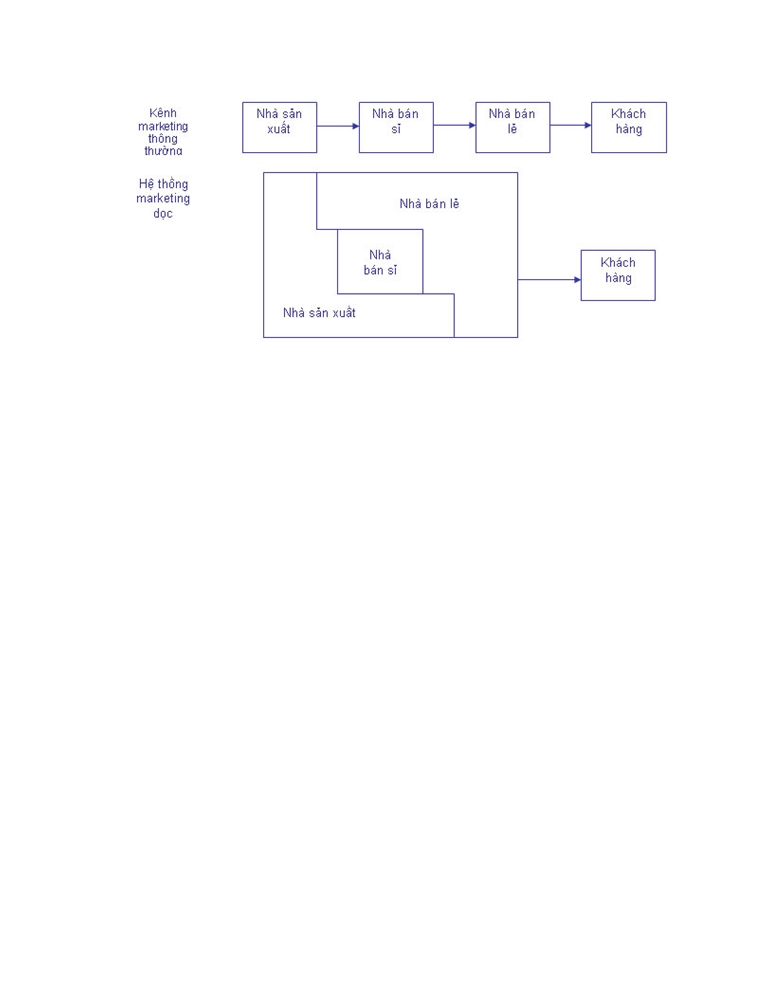 Kênh
marketing
thông
thường
Nhà sản
xuất
Nhà bán
sỉ
Nhà bán
lẻ
Khách
hàng
Hệ thống
marketing
dọc
Nhà bán lẻ
Nhà
bán sỉ
Nhà sản xuất
Khách
hàng